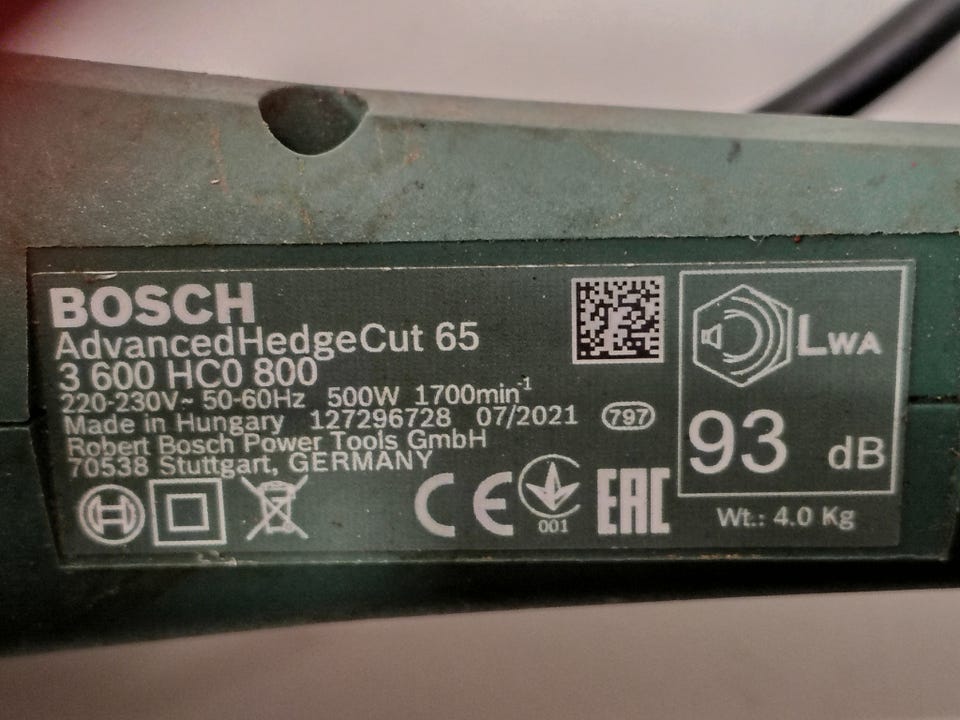 BOSCH
AdvancedHedgeCut 65
3 600 HC0 800
220-230V~ 50-60Hz 500W 1700min⁻¹
Made in Hungary 127296728 07/2021 797
Robert Bosch Power Tools GmbH
70538 Stuttgart, GERMANY
CE 001 EAC
LWA
93 dB
Wt.: 4.0 Kg